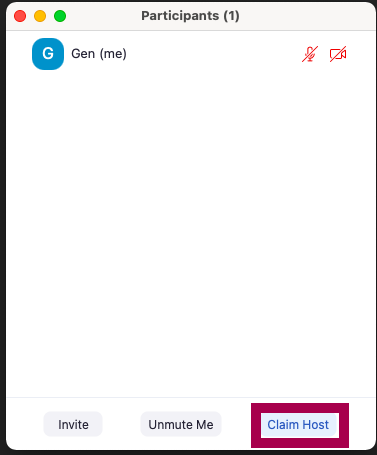 Participants (1)
G Gen (me)
Invite Unmute Me Claim Host